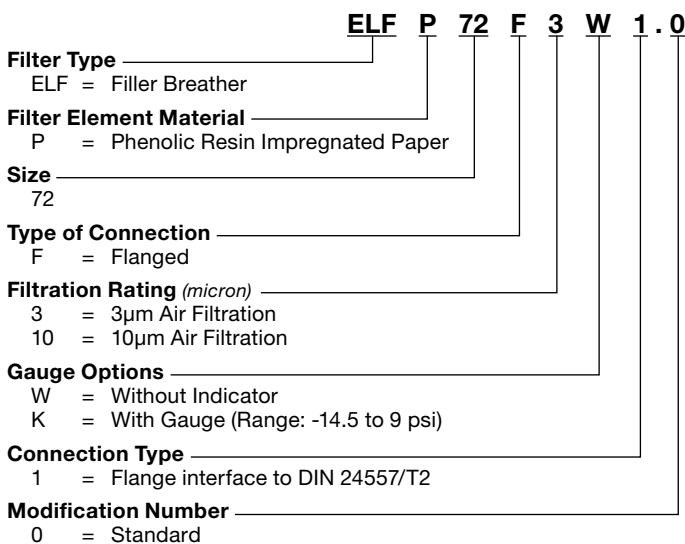 ELF P 72 F 3 W 1 . 0
Filter Type
ELF = Filler Breather
Filter Element Material
P = Phenolic Resin Impregnated Paper
Size
72
Type of Connection
F = Flanged
Filtration Rating (micron)
3 = 3µm Air Filtration
10 = 10µm Air Filtration
Gauge Options
W = Without Indicator
K = With Gauge (Range: -14.5 to 9 psi)
Connection Type
1 = Flange interface to DIN 24557/T2
Modification Number
0 = Standard